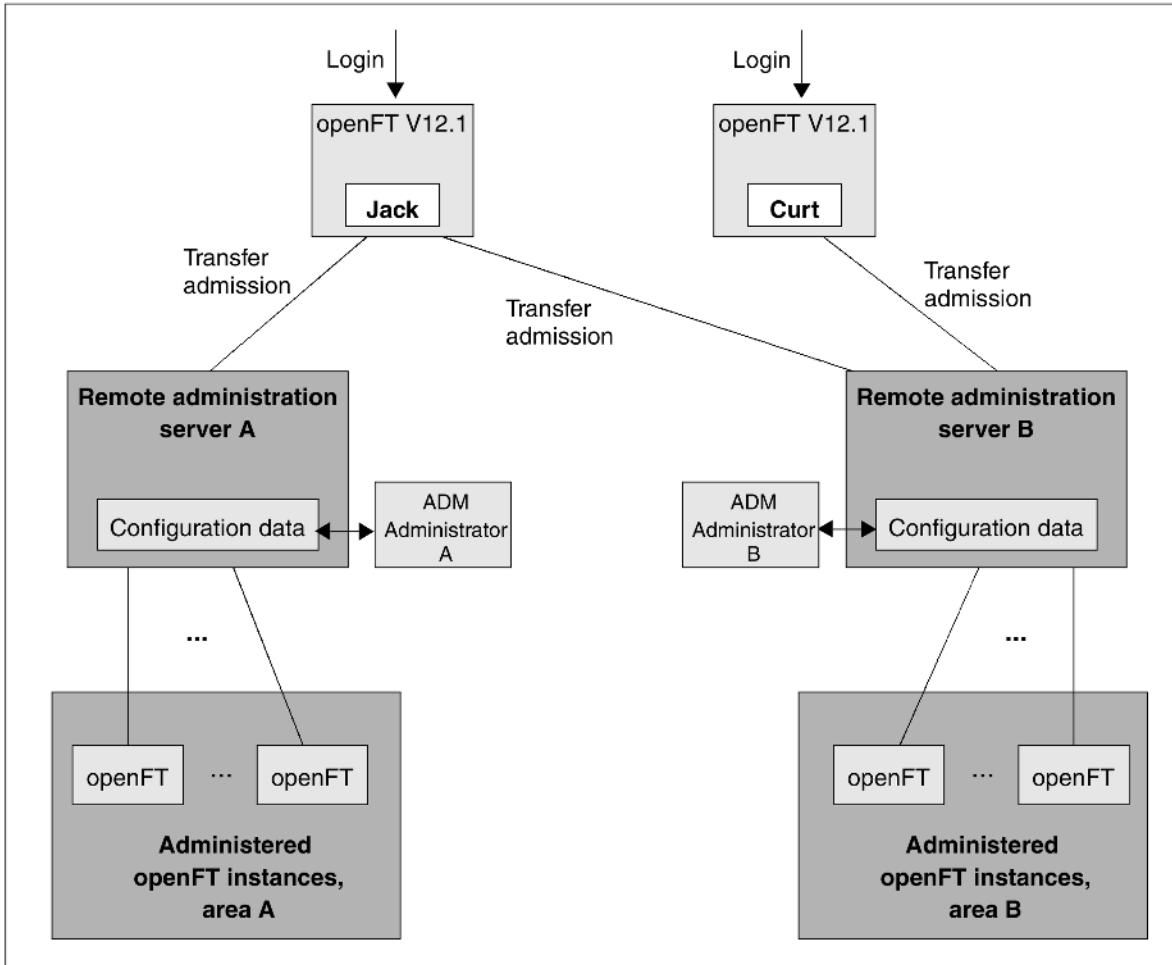 Login
Login
openFT V12.1
openFT V12.1
Jack
Curt
Transfer
admission
Transfer
admission
Transfer
admission
Remote administration
server A
Remote administration
server B
Configuration data
ADM
Administrator
A
ADM
Administrator
B
Configuration data
...
...
openFT
...
openFT
openFT
...
openFT
Administered
openFT instances,
area A
Administered
openFT instances,
area B